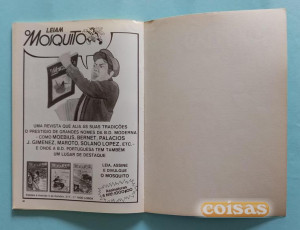 LEIAM
O MOSQUITO
UMA REVISTA QUE ALIA ÀS SUAS TRADIÇÕES
O PRESTÍGIO DE GRANDES NOMES DA B.D. MODERNA
- COMO MOEBIUS, BERNET, PALACIOS
J. GIMÉNEZ, MAROTO, SOLANO LOPEZ, ETC.-
E ONDE A B.D. PORTUGUESA TEM TAMBÉM
UM LUGAR DE DESTAQUE
LEIA, ASSINE
E DIVULGUE
O MOSQUITO
coisas